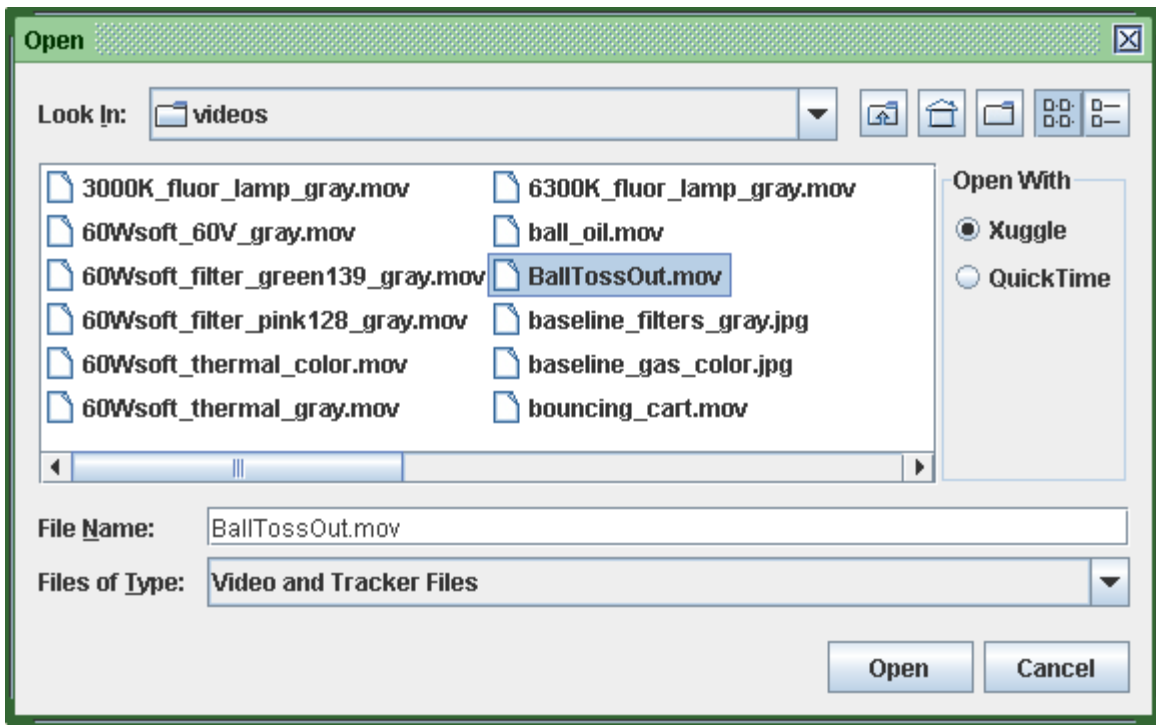 Open
Look In: videos
3000K_fluor_lamp_gray.mov
60Wsoft_60V_gray.mov
60Wsoft_filter_green139_gray.mov
60Wsoft_filter_pink128_gray.mov
60Wsoft_thermal_color.mov
60Wsoft_thermal_gray.mov
6300K_fluor_lamp_gray.mov
ball_oil.mov
BallTossOut.mov
baseline_filters_gray.jpg
baseline_gas_color.jpg
bouncing_cart.mov
Open With
Xuggle
QuickTime
File Name: BallTossOut.mov
Files of Type: Video and Tracker Files
Open Cancel